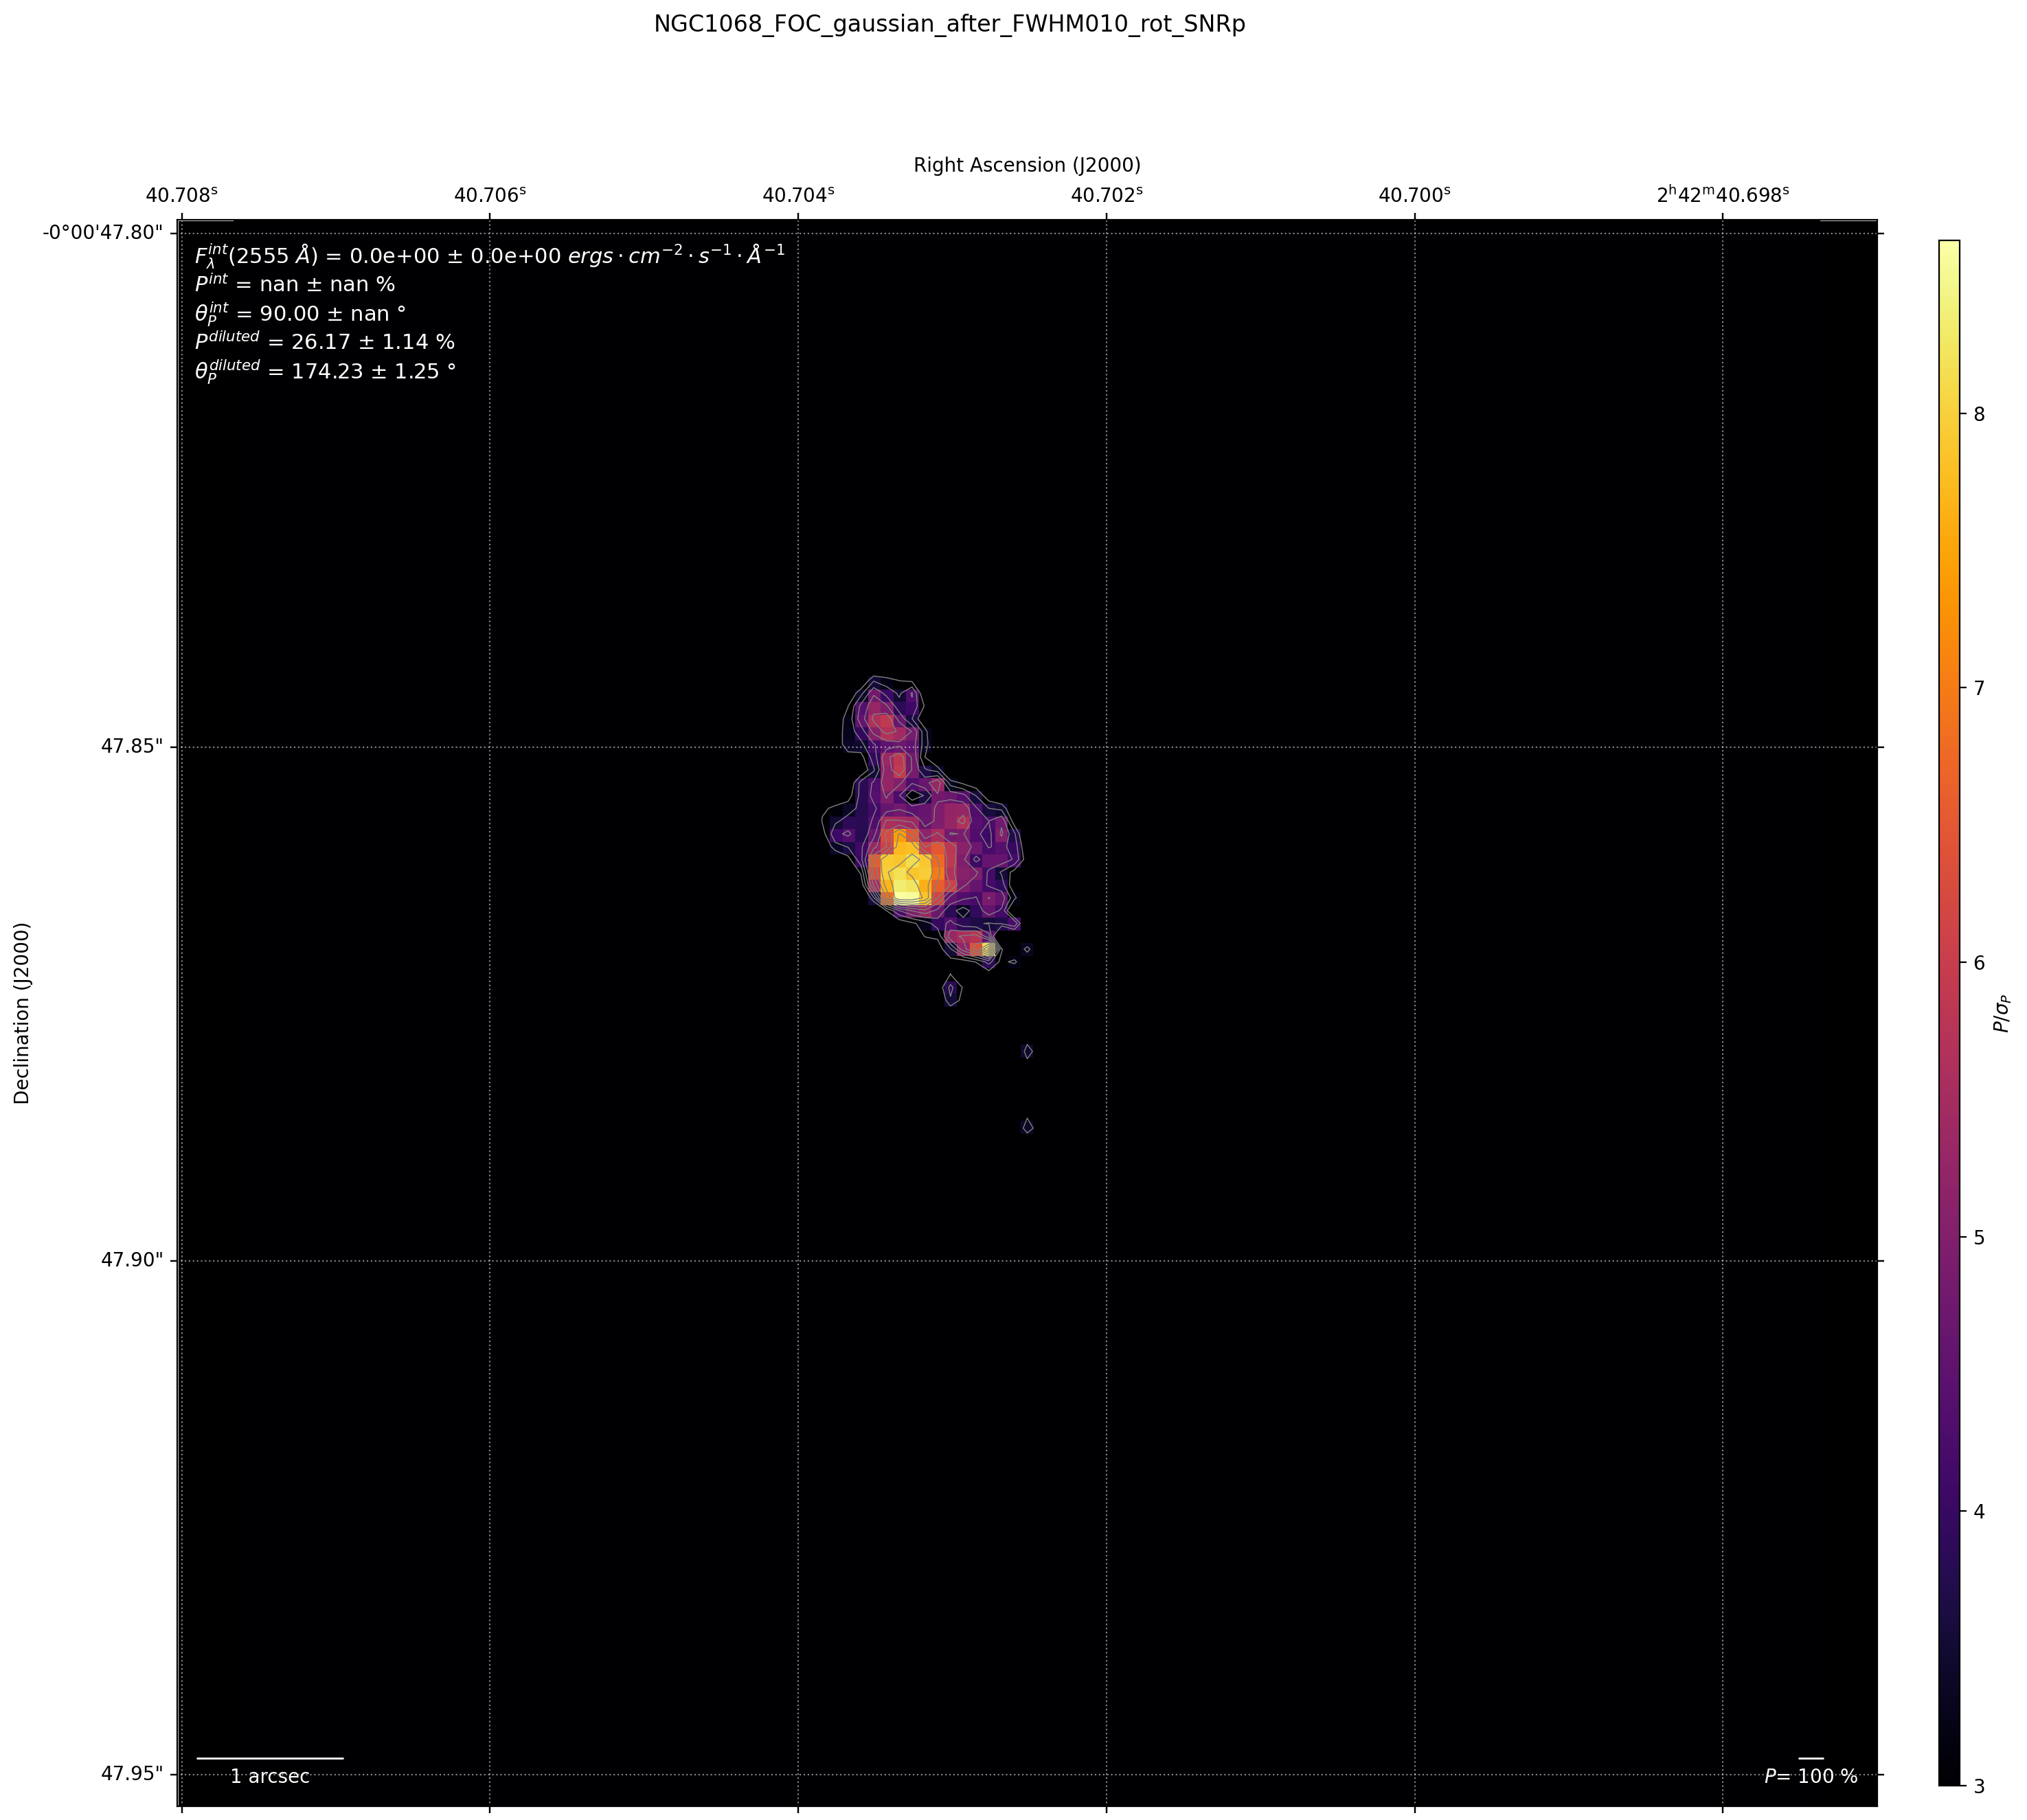 NGC1068_FOC_gaussian_after_FWHM010_rot_SNRp
Right Ascension (J2000)
40.708ˢ 40.706ˢ 40.704ˢ 40.702ˢ 40.700ˢ 2ʰ42ᵐ40.698ˢ
-0°00'47.80"
F_λ^int(2555 Å) = 0.0e+00 ± 0.0e+00 ergs · cm⁻² · s⁻¹ · Å⁻¹
P^int = nan ± nan %
θ_P^int = 90.00 ± nan °
P^diluted = 26.17 ± 1.14 %
θ_P^diluted = 174.23 ± 1.25 °
47.85"
47.90"
47.95"
Declination (J2000)
1 arcsec
P= 100 %
8
7
6
5
4
3
P/σ_P